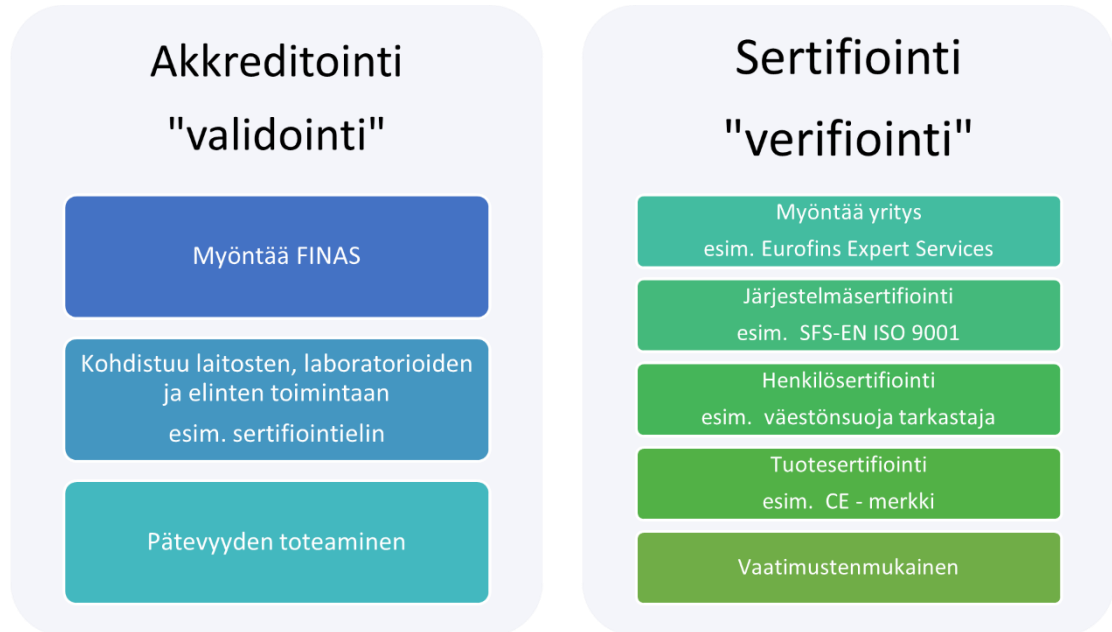 Akkreditointi
"validointi"
Myöntää FINAS
Kohdistuu laitosten, laboratorioiden
ja elinten toimintaan
esim. sertifiointielin
Pätevyyden toteaminen
Sertifiointi
"verifiointi"
Myöntää yritys
esim. Eurofins Expert Services
Järjestelmäsertifiointi
esim. SFS-EN ISO 9001
Henkilösertifiointi
esim. väestönsuoja tarkastaja
Tuotesertifiointi
esim. CE - merkki
Vaatimustenmukainen